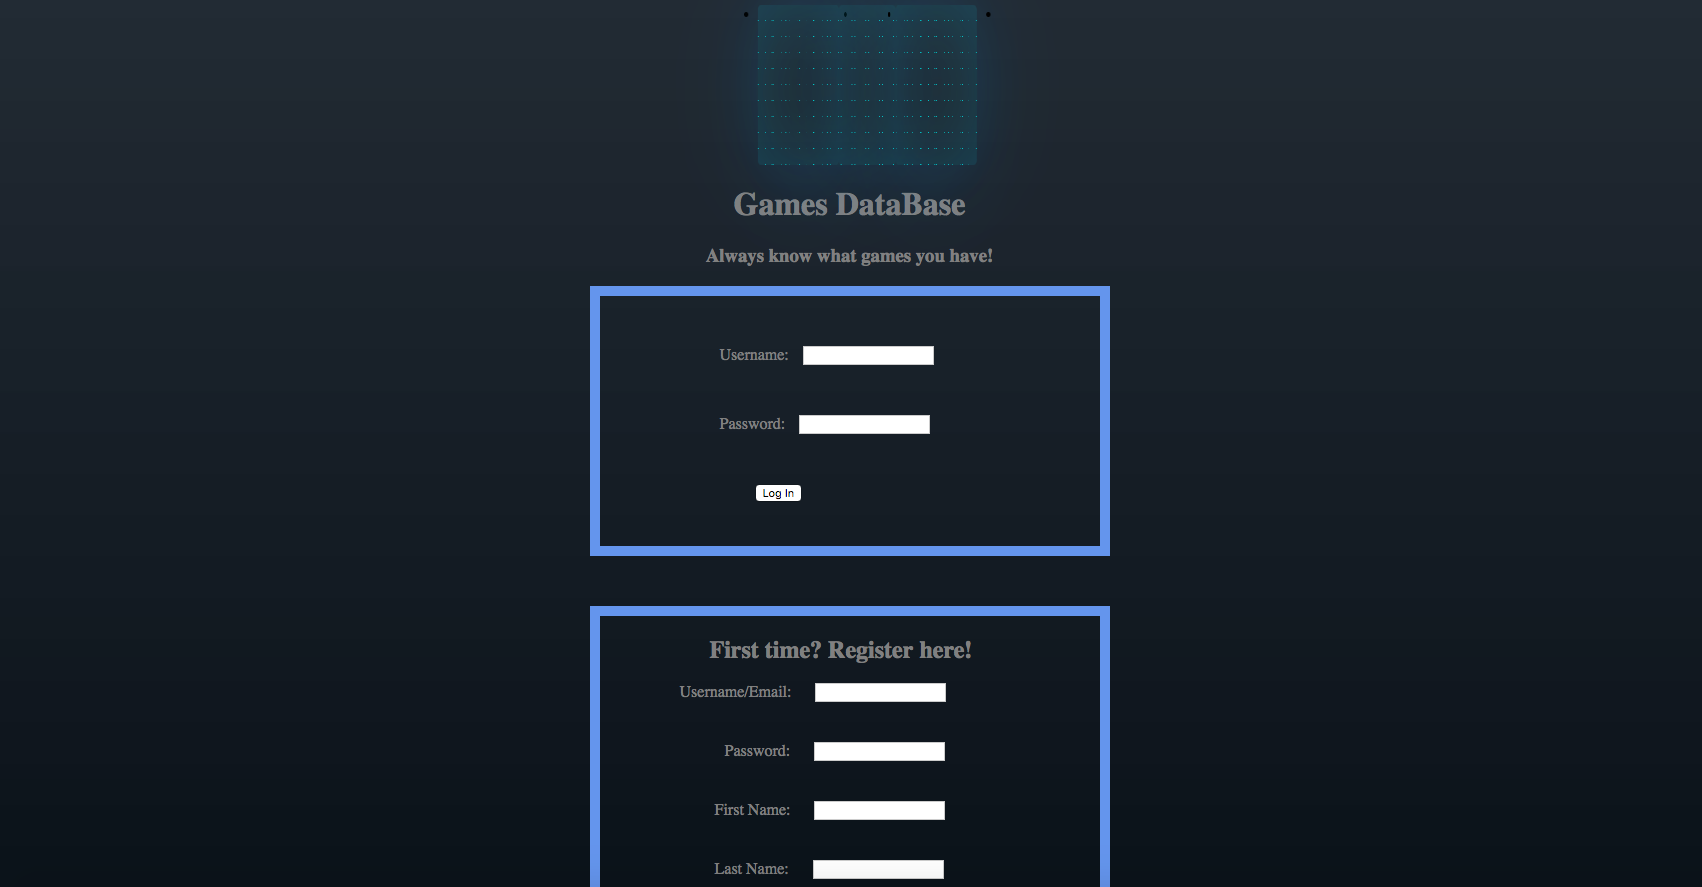 Games DataBase
Always know what games you have!
Username:
Password:
Log In
First time? Register here!
Username/Email:
Password:
First Name:
Last Name: